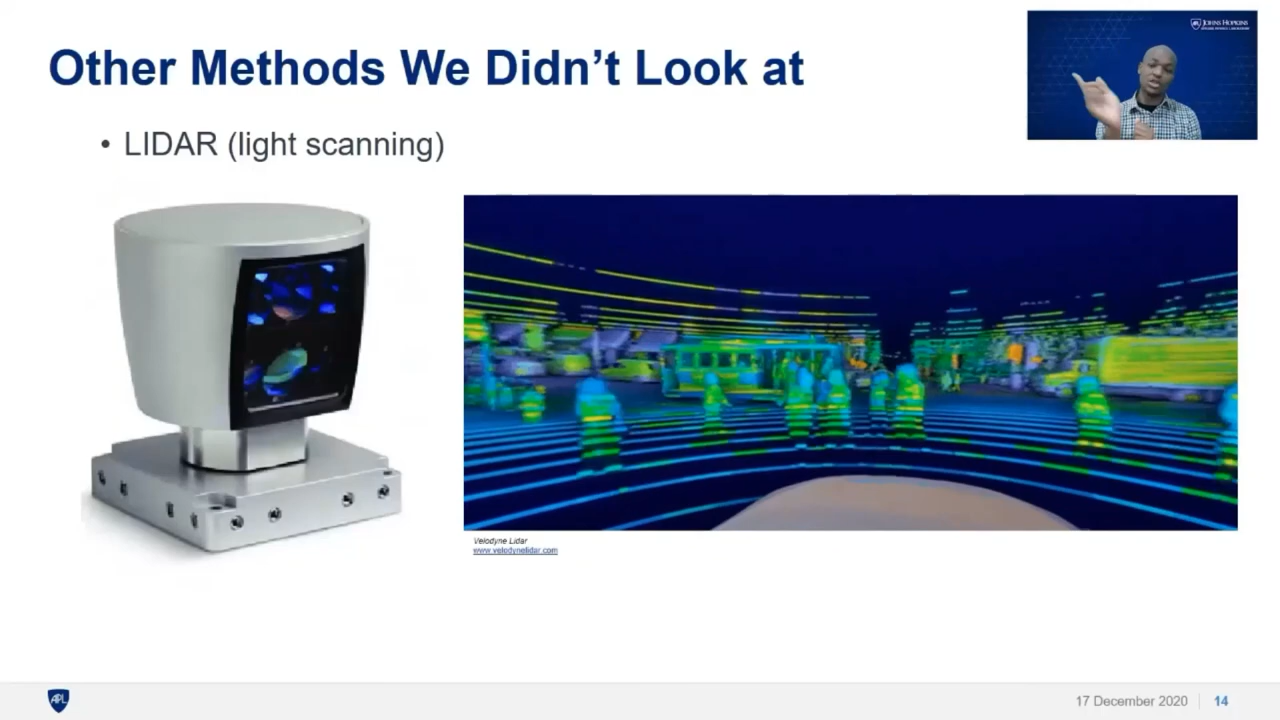 Other Methods We Didn't Look at
• LIDAR (light scanning)
JOHNS HOPKINS
Velodyne Lidar
www.velodynelidar.com
APL
17 December 2020
14